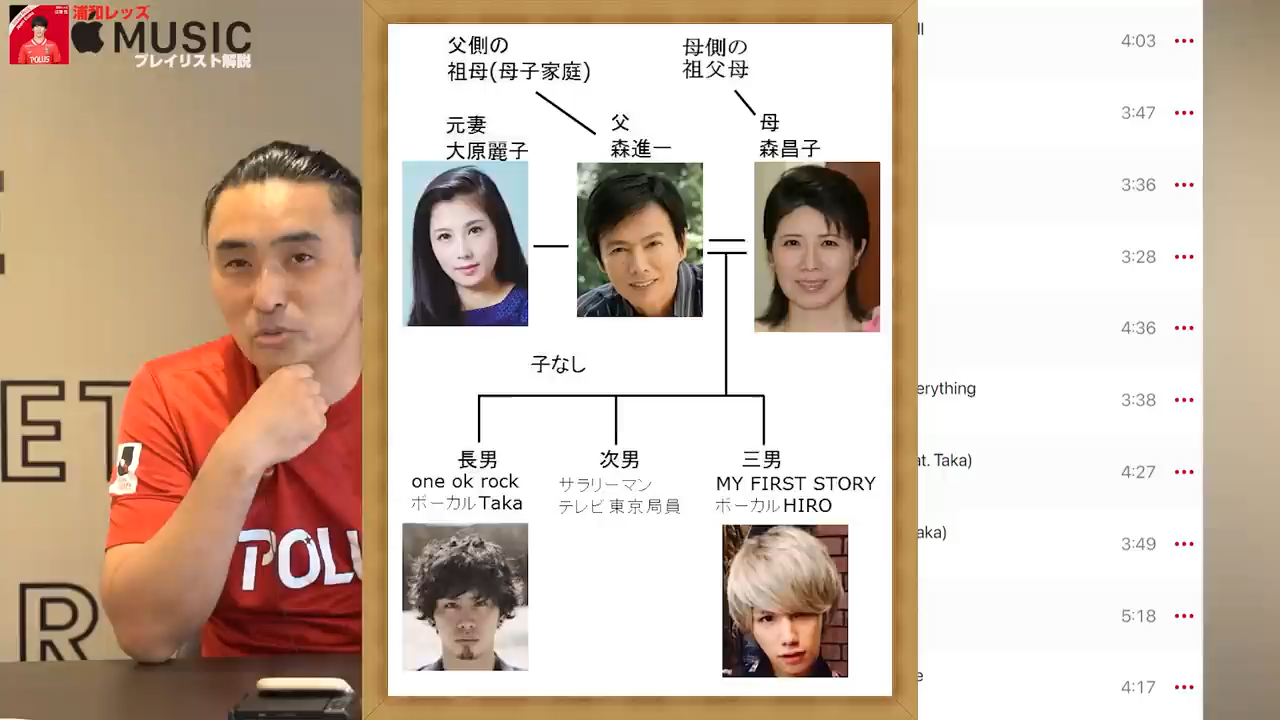 浦和レッズ
MUSIC
プレイリスト解説
POLUS
父側の
祖母(母子家庭)
母側の
祖父母
元妻
大原麗子
父
森進一
母
森昌子
子なし
長男
one ok rock
ボーカルTaka
次男
サラリーマン
テレビ東京局員
三男
MY FIRST STORY
ボーカルHIRO
ET
R
POLU
4:03
3:47
3:36
3:28
4:36
erything
3:38
at. Taka)
4:27
aka)
3:49
5:18
e
4:17